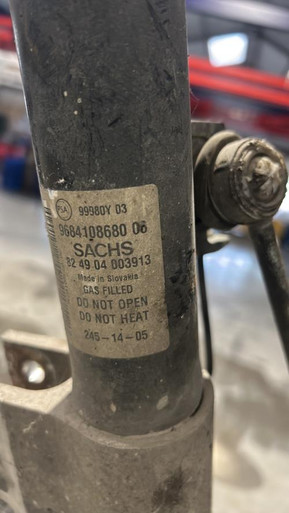 PSA 99980Y 03
9684108680 06
SACHS
82 49 04 003913
Made in Slovakia
GAS FILLED
DO NOT OPEN
DO NOT HEAT
245-14-05